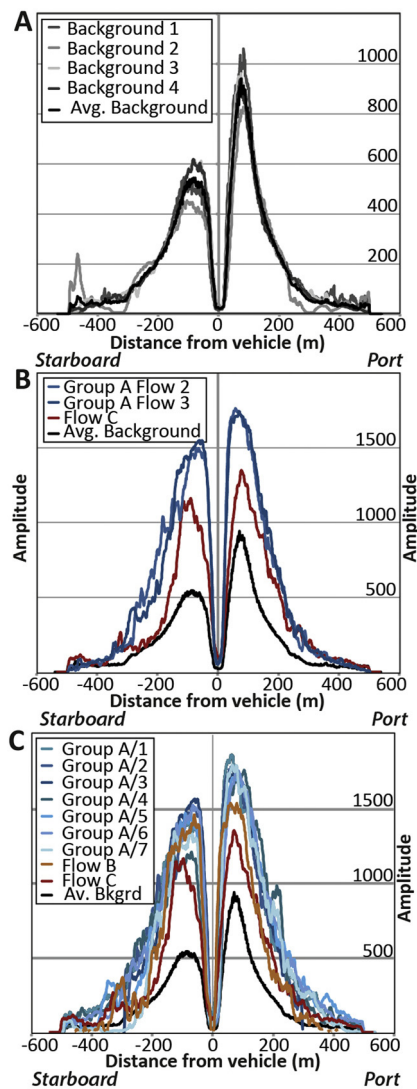 A
Background 1
Background 2
Background 3
Background 4
Avg. Background
1000
800
600
400
200
-600 -400 -200 0 200 400 600
Distance from vehicle (m)
Starboard Port
B
Group A Flow 2
Group A Flow 3
Flow C
Avg. Background
1500
1000
500
Amplitude
Amplitude
-600 -400 -200 0 200 400 600
Distance from vehicle (m)
Starboard Port
C
Group A/1
Group A/2
Group A/3
Group A/4
Group A/5
Group A/6
Group A/7
Flow B
Flow C
Av. Bkgrd
1500
1000
500
Amplitude
-600 -400 -200 0 200 400 600
Distance from vehicle (m)
Starboard Port